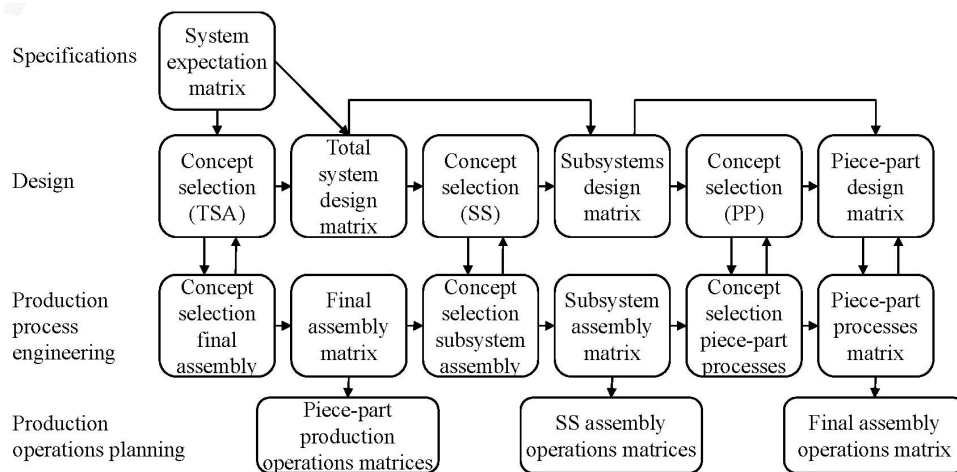 Specifications
System
expectation
matrix
Design
Concept
selection
(TSA)
Total
system
design
matrix
Concept
selection
(SS)
Subsystems
design
matrix
Concept
selection
(PP)
Piece-part
design
matrix
Production
process
engineering
Concept
selection
final
assembly
Final
assembly
matrix
Concept
selection
subsystem
assembly
Subsystem
assembly
matrix
Concept
selection
piece-part
processes
Piece-part
processes
matrix
Production
operations planning
Piece-part
production
operations matrices
SS assembly
operations matrices
Final assembly
operations matrix